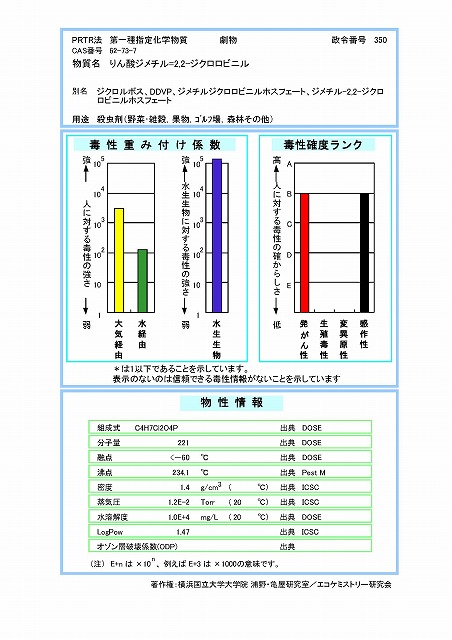 PRTR法 第一種指定化学物質 劇物 政令番号 350
CAS番号 62-73-7
物質名 りん酸ジメチル=2,2-ジクロロビニル
別名 ジクロルボス、DDVP、ジメチルジクロロビニルホスフェート、ジメチル-2,2-ジクロ
ロビニルホスフェート
用途 殺虫剤(野菜・雑穀, 果物, ゴルフ場, 森林その他)
毒性重み付け係数
強 10^5 10^4 10^3 10^2 10 1 弱
人に対する毒性の強さ
大気経由 水経由
強 10^5 10^4 10^3 10^2 10 1 弱
水生生物に対する毒性の強さ
水生生物
毒性確度ランク
高 A B C D E 低
人に対する毒性の確からしさ
発がん性 生殖毒性 変異原性 感作性
*は1以下であることを示しています。
表示のないのは信頼できる毒性情報がないことを示しています
物性情報
組成式 C4H7Cl2O4P 出典 DOSE
分子量 221 出典 DOSE
融点 <-60 ℃ 出典 DOSE
沸点 234.1 ℃ 出典 Post M
密度 1.4 g/cm3 ( ℃) 出典 ICSC
蒸気圧 1.2E-2 Torr (20 ℃) 出典 ICSC
水溶解度 1.0E+4 mg/L (20 ℃) 出典 DOSE
LogPow 1.47 出典 ICSC
オゾン層破壊係数(ODP) 出典
(注) E+n は ×10^n、例えば E+3 は ×1000の意味です。
著作権:横浜国立大学大学院 浦野・亀屋研究室/エコケミストリー研究会